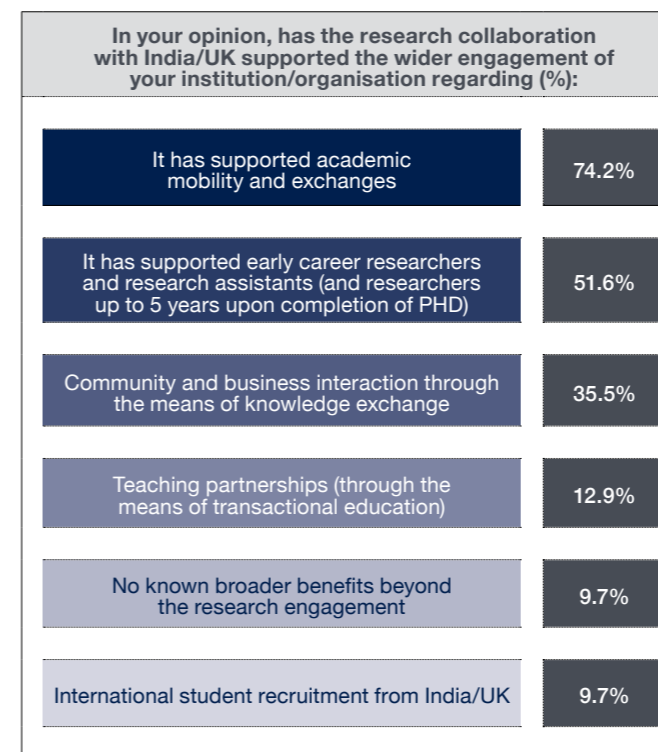 In your opinion, has the research collaboration
with India/UK supported the wider engagement of
your institution/organisation regarding (%):
It has supported academic
mobility and exchanges
74.2%
It has supported early career researchers
and research assistants (and researchers
up to 5 years upon completion of PHD)
51.6%
Community and business interaction through
the means of knowledge exchange
35.5%
Teaching partnerships (through the
means of transactional education)
12.9%
No known broader benefits beyond
the research engagement
9.7%
International student recruitment from India/UK
9.7%